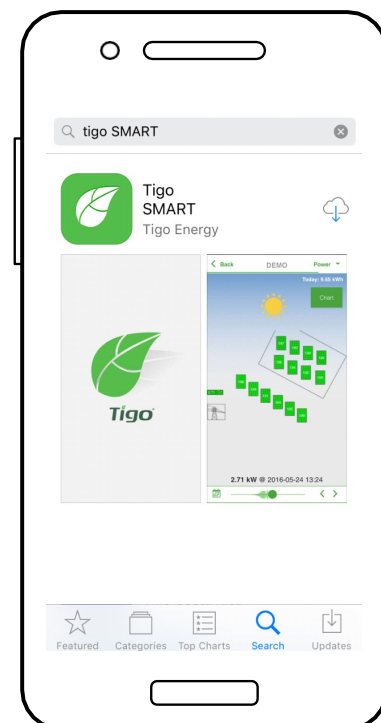 tigo SMART
Tigo
SMART
Tigo Energy
Back DEMO Power
Today: 9.65 kWh
Chart
Tigo
2.71 kW @ 2016-05-24 13:24
Featured Categories Top Charts Search Updates